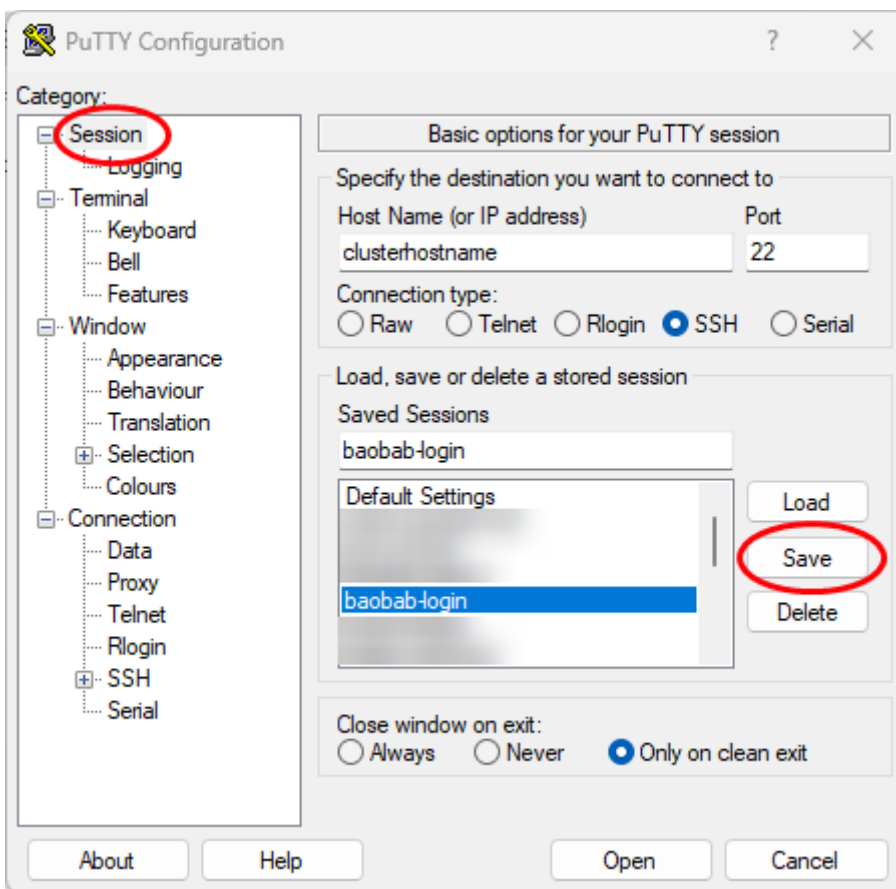 PuTTY Configuration ?
Category:
Session
Logging
Terminal
Keyboard
Bell
Features
Window
Appearance
Behaviour
Translation
Selection
Colours
Connection
Data
Proxy
Telnet
Rlogin
SSH
Serial
Basic options for your PuTTY session
Specify the destination you want to connect to
Host Name (or IP address) Port
clusterhostname 22
Connection type:
Raw Telnet Rlogin SSH Serial
Load, save or delete a stored session
Saved Sessions
baobab-login
Default Settings
baobab-login
Load
Save
Delete
Close window on exit:
Always Never Only on clean exit
About Help Open Cancel